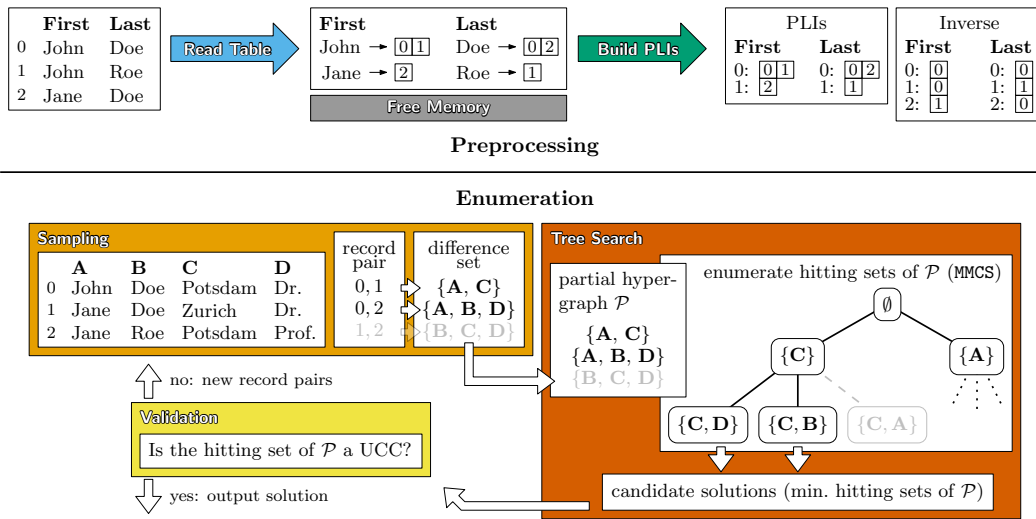 First Last
0 John Doe
1 John Roe
2 Jane Doe
Read Table
First Last
John → 0 1 Doe → 0 2
Jane → 2 Roe → 1
Free Memory
Build PLIs
PLIs
First Last
0: 0 1 0: 0 2
1: 2 1: 1
Inverse
First Last
0: 0 0: 0
1: 0 1: 1
2: 1 2: 0
Preprocessing
Enumeration
Sampling
A B C D
0 John Doe Potsdam Dr.
1 Jane Doe Zurich Dr.
2 Jane Roe Potsdam Prof.
record
pair
0, 1
0, 2
1, 2
difference
set
{A, C}
{A, B, D}
{B, C, D}
Tree Search
partial hyper-
graph 𝒫
{A, C}
{A, B, D}
{B, C, D}
enumerate hitting sets of 𝒫 (MMCS)
∅
{C} {A}
{C, D} {C, B} {C, A}
candidate solutions (min. hitting sets of 𝒫)
no: new record pairs
Validation
Is the hitting set of 𝒫 a UCC?
yes: output solution